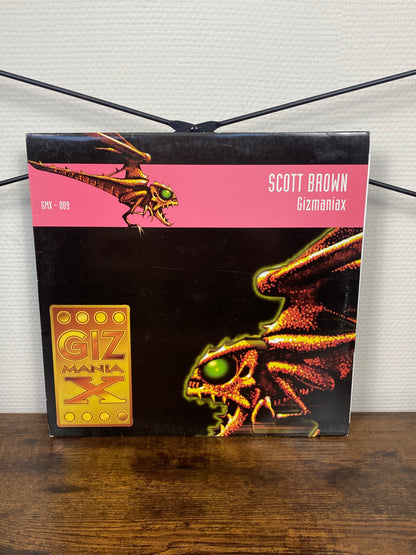 SCOTT BROWN
Gizmaniax
GMX - 009
GIZ
MANIA
X